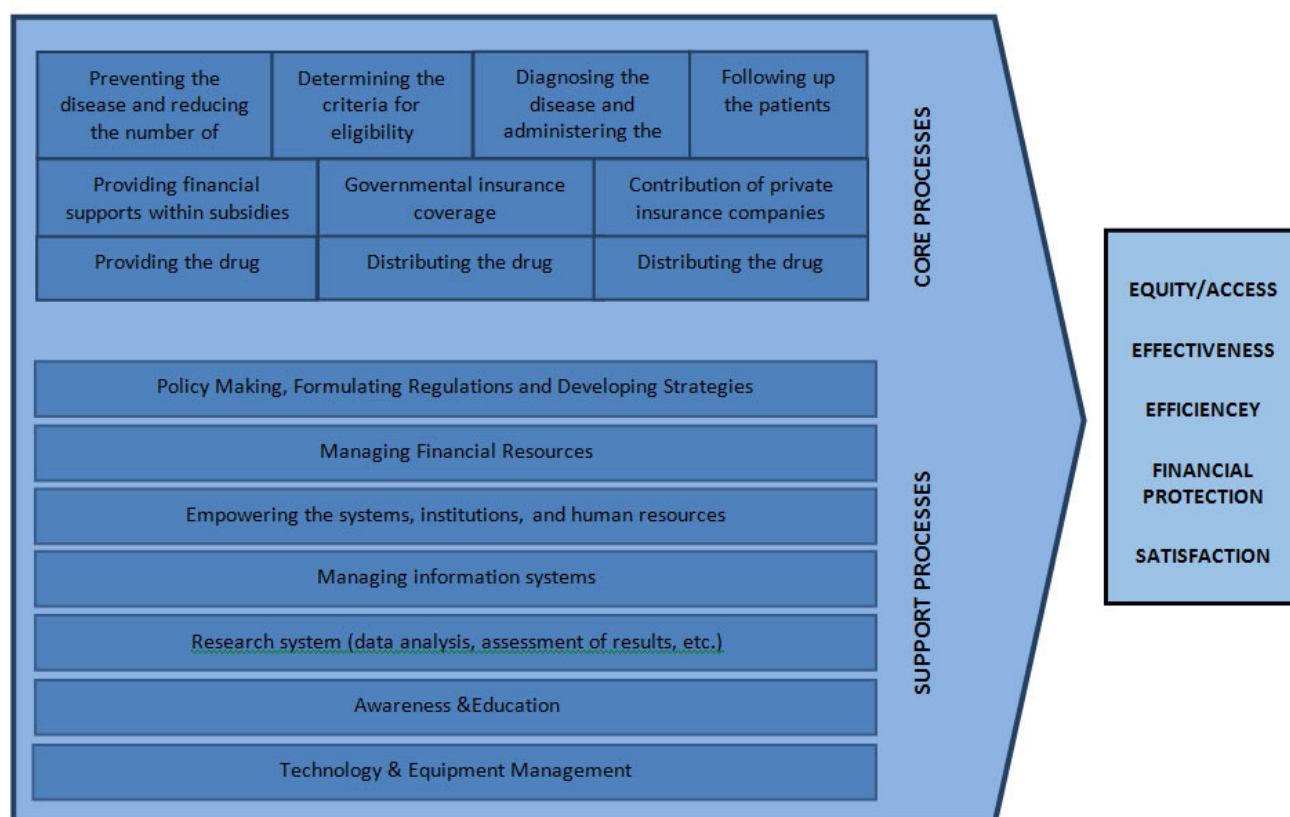 Preventing the
disease and reducing
the number of
Determining the
criteria for
eligibility
Diagnosing the
disease and
administering the
Following up
the patients
Providing financial
supports within subsidies
Governmental insurance
coverage
Contribution of private
insurance companies
Providing the drug
Distributing the drug
Distributing the drug
CORE PROCESSES
Policy Making, Formulating Regulations and Developing Strategies
Managing Financial Resources
Empowering the systems, institutions, and human resources
Managing information systems
Research system (data analysis, assessment of results, etc.)
Awareness &Education
Technology & Equipment Management
SUPPORT PROCESSES
EQUITY/ACCESS
EFFECTIVENESS
EFFICIENCEY
FINANCIAL
PROTECTION
SATISFACTION